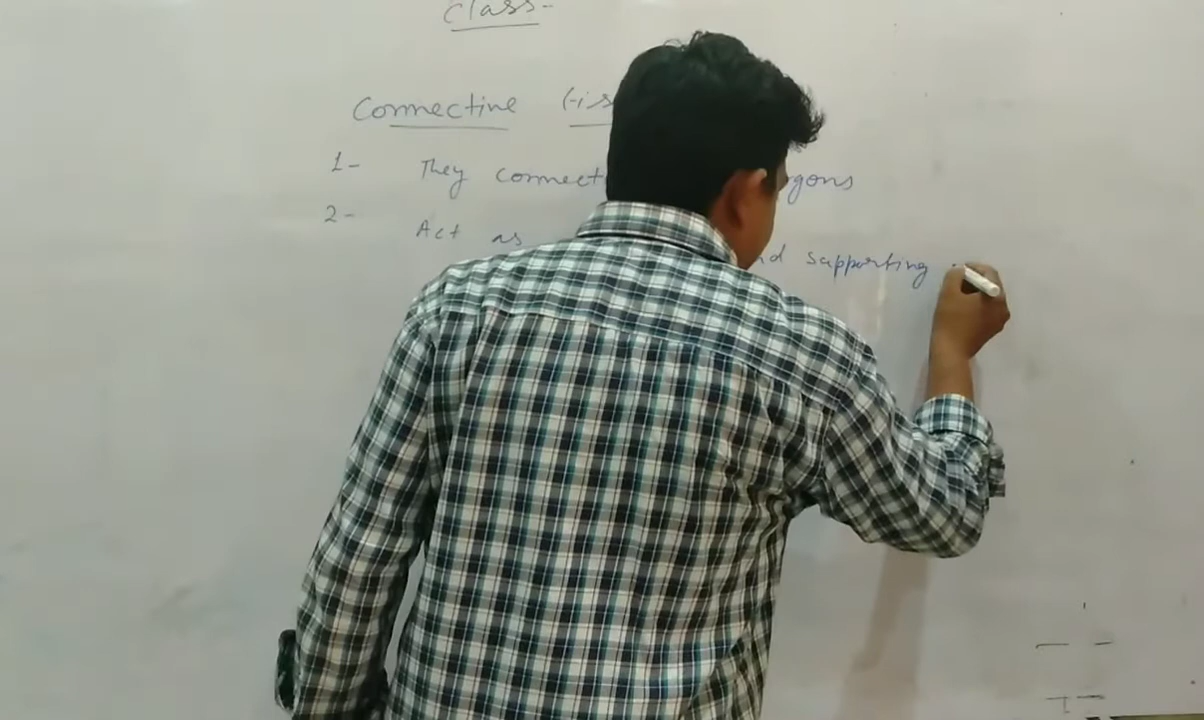 Class-
Connective tis
1- They connect rgons
2- Act as nd supporting